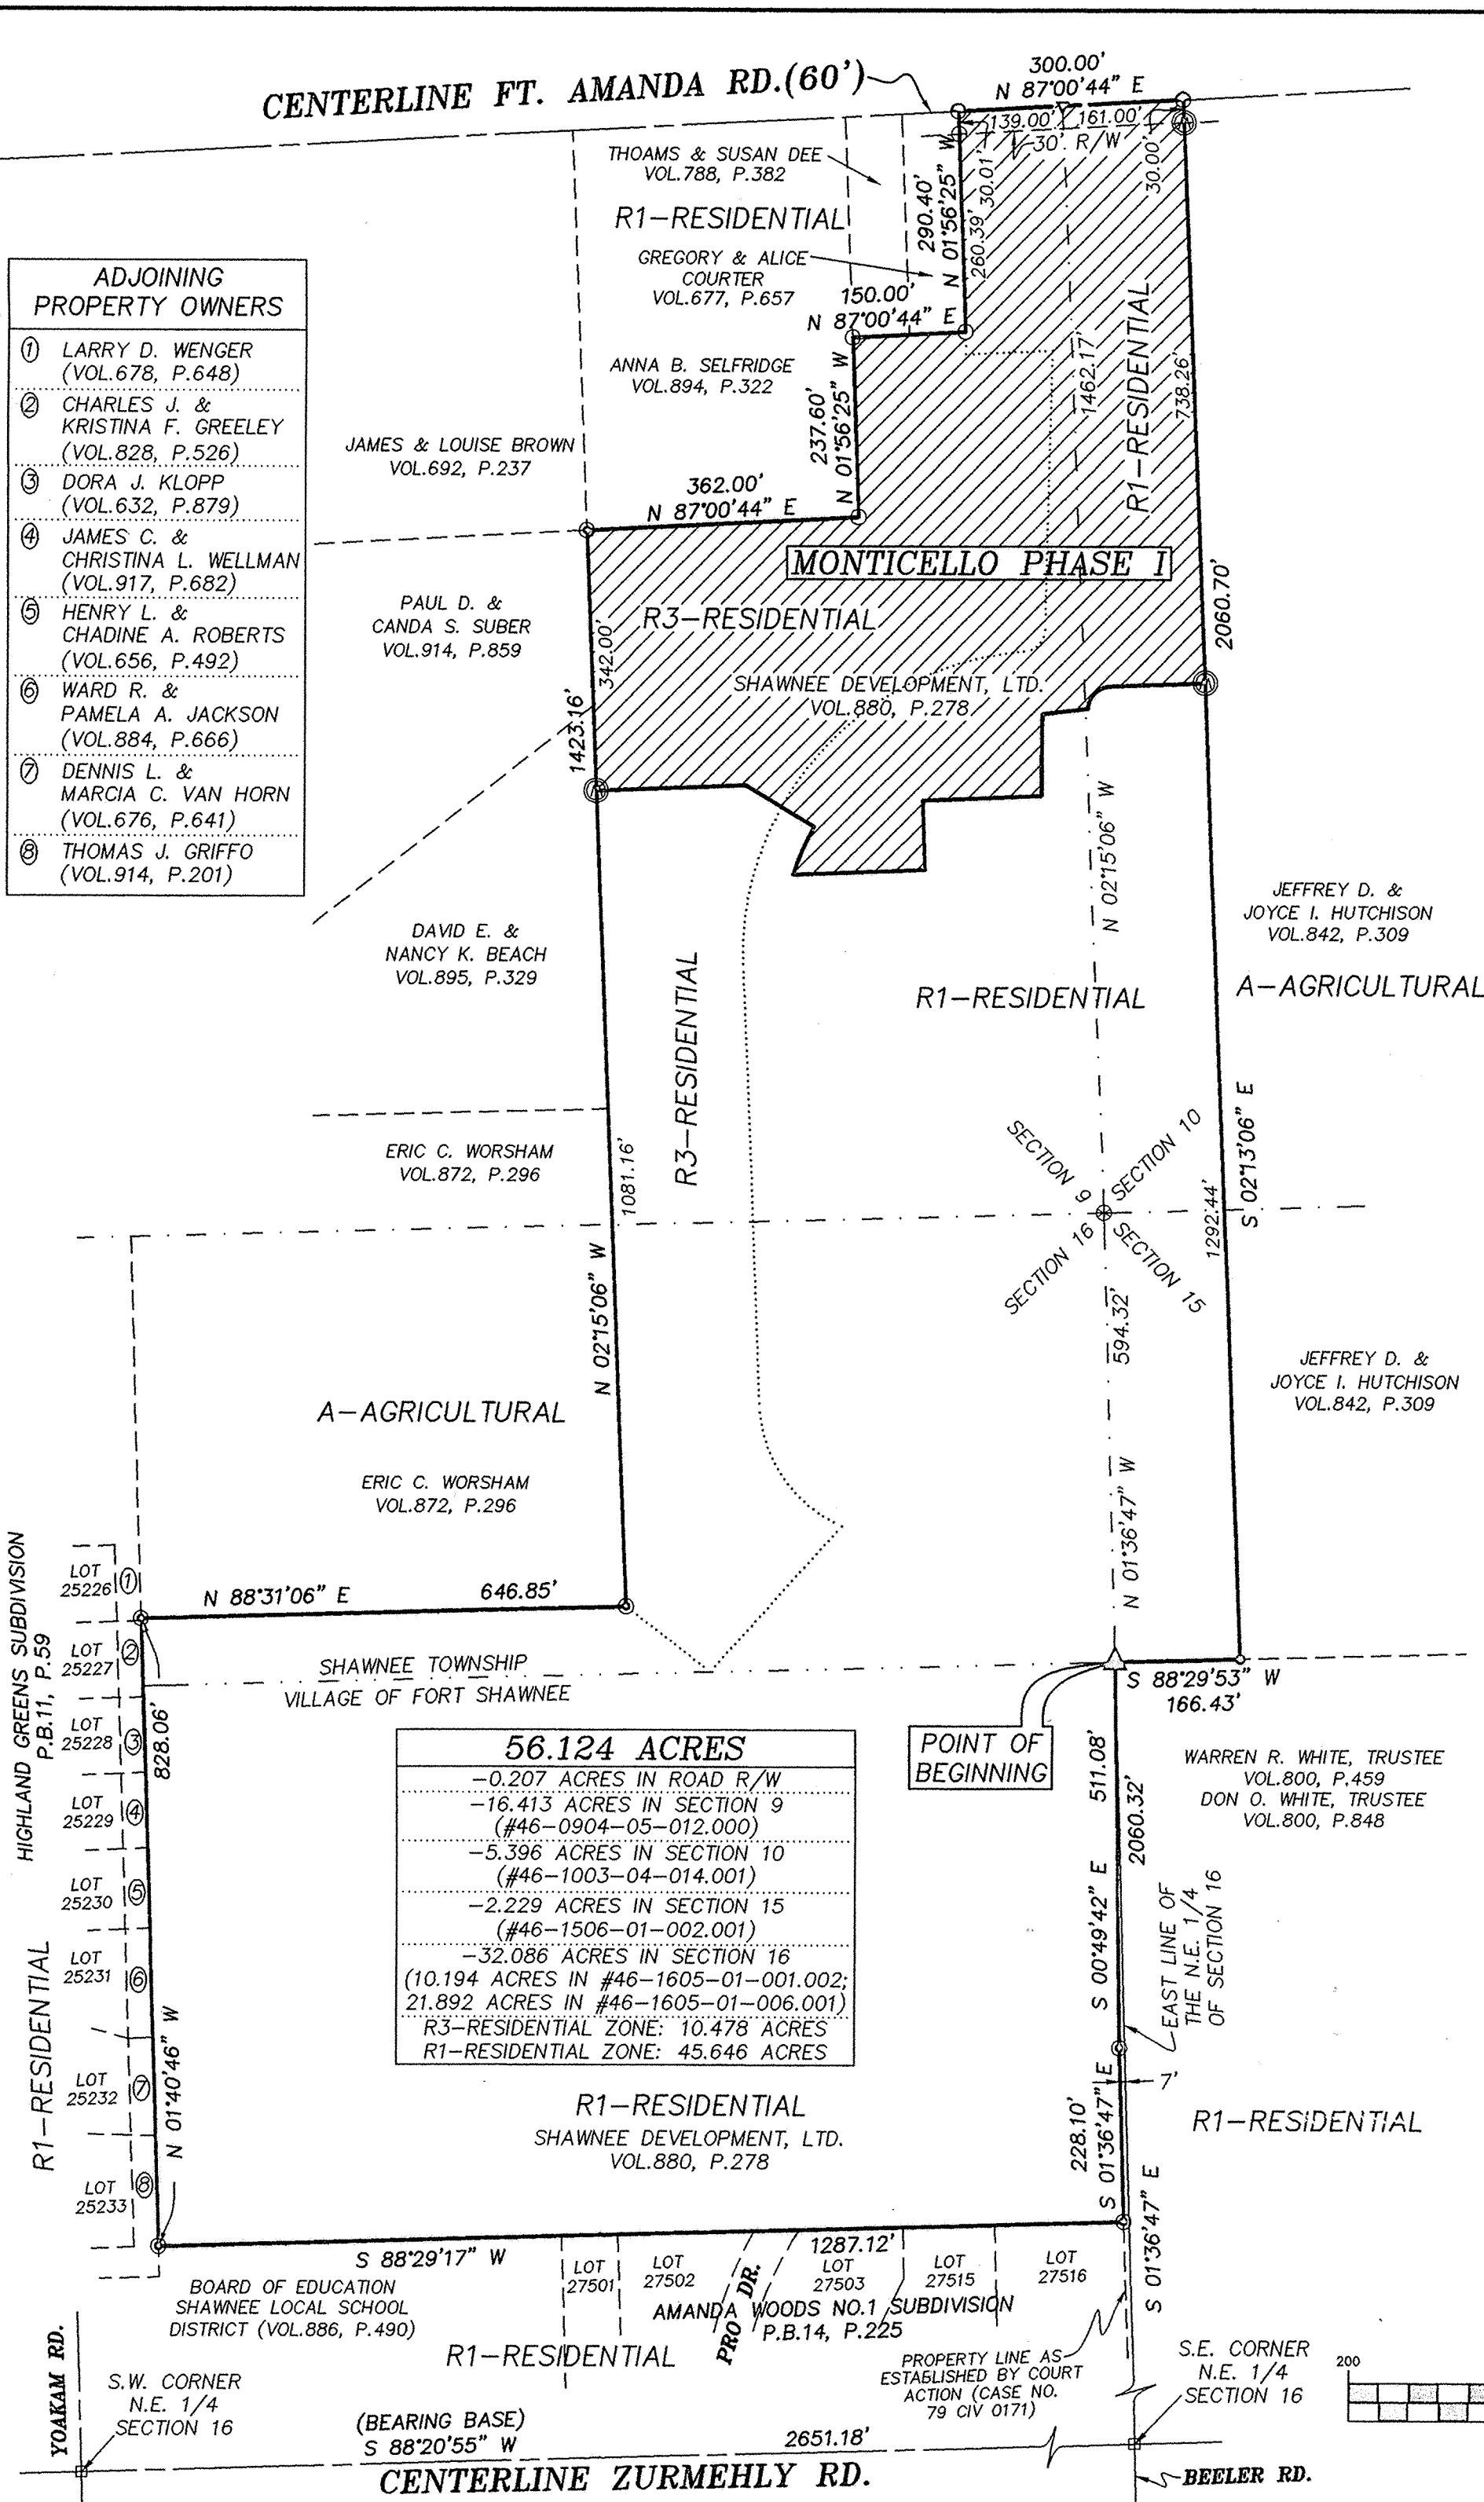 CENTERLINE FT. AMANDA RD.(60')
300.00'
N 87°00'44" E
139.00'
161.00'
30' R/W
30.01'
30.00'
THOAMS & SUSAN DEE
VOL.788, P.382
R1-RESIDENTIAL
GREGORY & ALICE
COURTER
VOL.677, P.657
290.40'
N 01°56'25" W
260.39'
150.00'
N 87°00'44" E
ANNA B. SELFRIDGE
VOL.894, P.322
237.60'
N 01°56'25" W
1462.17'
R1-RESIDENTIAL
738.26'
ADJOINING
PROPERTY OWNERS
1 LARRY D. WENGER
(VOL.678, P.648)
2 CHARLES J. &
KRISTINA F. GREELEY
(VOL.828, P.526)
3 DORA J. KLOPP
(VOL.632, P.879)
4 JAMES C. &
CHRISTINA L. WELLMAN
(VOL.917, P.682)
5 HENRY L. &
CHADINE A. ROBERTS
(VOL.656, P.492)
6 WARD R. &
PAMELA A. JACKSON
(VOL.884, P.666)
7 DENNIS L. &
MARCIA C. VAN HORN
(VOL.676, P.641)
8 THOMAS J. GRIFFO
(VOL.914, P.201)
JAMES & LOUISE BROWN
VOL.692, P.237
362.00'
N 87°00'44" E
MONTICELLO PHASE I
PAUL D. &
CANDA S. SUBER
VOL.914, P.859
342.00'
1423.16'
R3-RESIDENTIAL
SHAWNEE DEVELOPMENT, LTD.
VOL.880, P.278
2060.70'
N 02°15'06" W
DAVID E. &
NANCY K. BEACH
VOL.895, P.329
R3-RESIDENTIAL
R1-RESIDENTIAL
JEFFREY D. &
JOYCE I. HUTCHISON
VOL.842, P.309
A-AGRICULTURAL
S 02°13'06" E
1292.44'
ERIC C. WORSHAM
VOL.872, P.296
1081.16'
N 02°15'06" W
SECTION 9
SECTION 10
SECTION 16
SECTION 15
594.32'
N 01°36'47" W
JEFFREY D. &
JOYCE I. HUTCHISON
VOL.842, P.309
A-AGRICULTURAL
ERIC C. WORSHAM
VOL.872, P.296
N 88°31'06" E
646.85'
HIGHLAND GREENS SUBDIVISION
P.B.11, P.59
R1-RESIDENTIAL
LOT
25226
1
LOT
25227
2
LOT
25228
3
LOT
25229
4
LOT
25230
5
LOT
25231
6
LOT
25232
7
LOT
25233
8
828.06'
N 01°40'46" W
SHAWNEE TOWNSHIP
VILLAGE OF FORT SHAWNEE
S 88°29'53" W
166.43'
POINT OF
BEGINNING
56.124 ACRES
-0.207 ACRES IN ROAD R/W
-16.413 ACRES IN SECTION 9
(#46-0904-05-012.000)
-5.396 ACRES IN SECTION 10
(#46-1003-04-014.001)
-2.229 ACRES IN SECTION 15
(#46-1506-01-002.001)
-32.086 ACRES IN SECTION 16
(10.194 ACRES IN #46-1605-01-001.002;
21.892 ACRES IN #46-1605-01-006.001)
R3-RESIDENTIAL ZONE: 10.478 ACRES
R1-RESIDENTIAL ZONE: 45.646 ACRES
511.08'
S 00°49'42" E
2060.32'
WARREN R. WHITE, TRUSTEE
VOL.800, P.459
DON O. WHITE, TRUSTEE
VOL.800, P.848
EAST LINE OF
THE N.E. 1/4
OF SECTION 16
R1-RESIDENTIAL
SHAWNEE DEVELOPMENT, LTD.
VOL.880, P.278
228.10'
S 01°36'47" E
7'
R1-RESIDENTIAL
S 01°36'47" E
S 88°29'17" W
1287.12'
LOT
27501
LOT
27502
LOT
27503
LOT
27515
LOT
27516
PRO DR.
AMANDA WOODS NO.1 SUBDIVISION
P.B.14, P.225
BOARD OF EDUCATION
SHAWNEE LOCAL SCHOOL
DISTRICT (VOL.886, P.490)
R1-RESIDENTIAL
PROPERTY LINE AS
ESTABLISHED BY COURT
ACTION (CASE NO.
79 CIV 0171)
YOAKAM RD.
S.W. CORNER
N.E. 1/4
SECTION 16
S.E. CORNER
N.E. 1/4
SECTION 16
200
(BEARING BASE)
S 88°20'55" W
2651.18'
CENTERLINE ZURMEHLY RD.
BEELER RD.